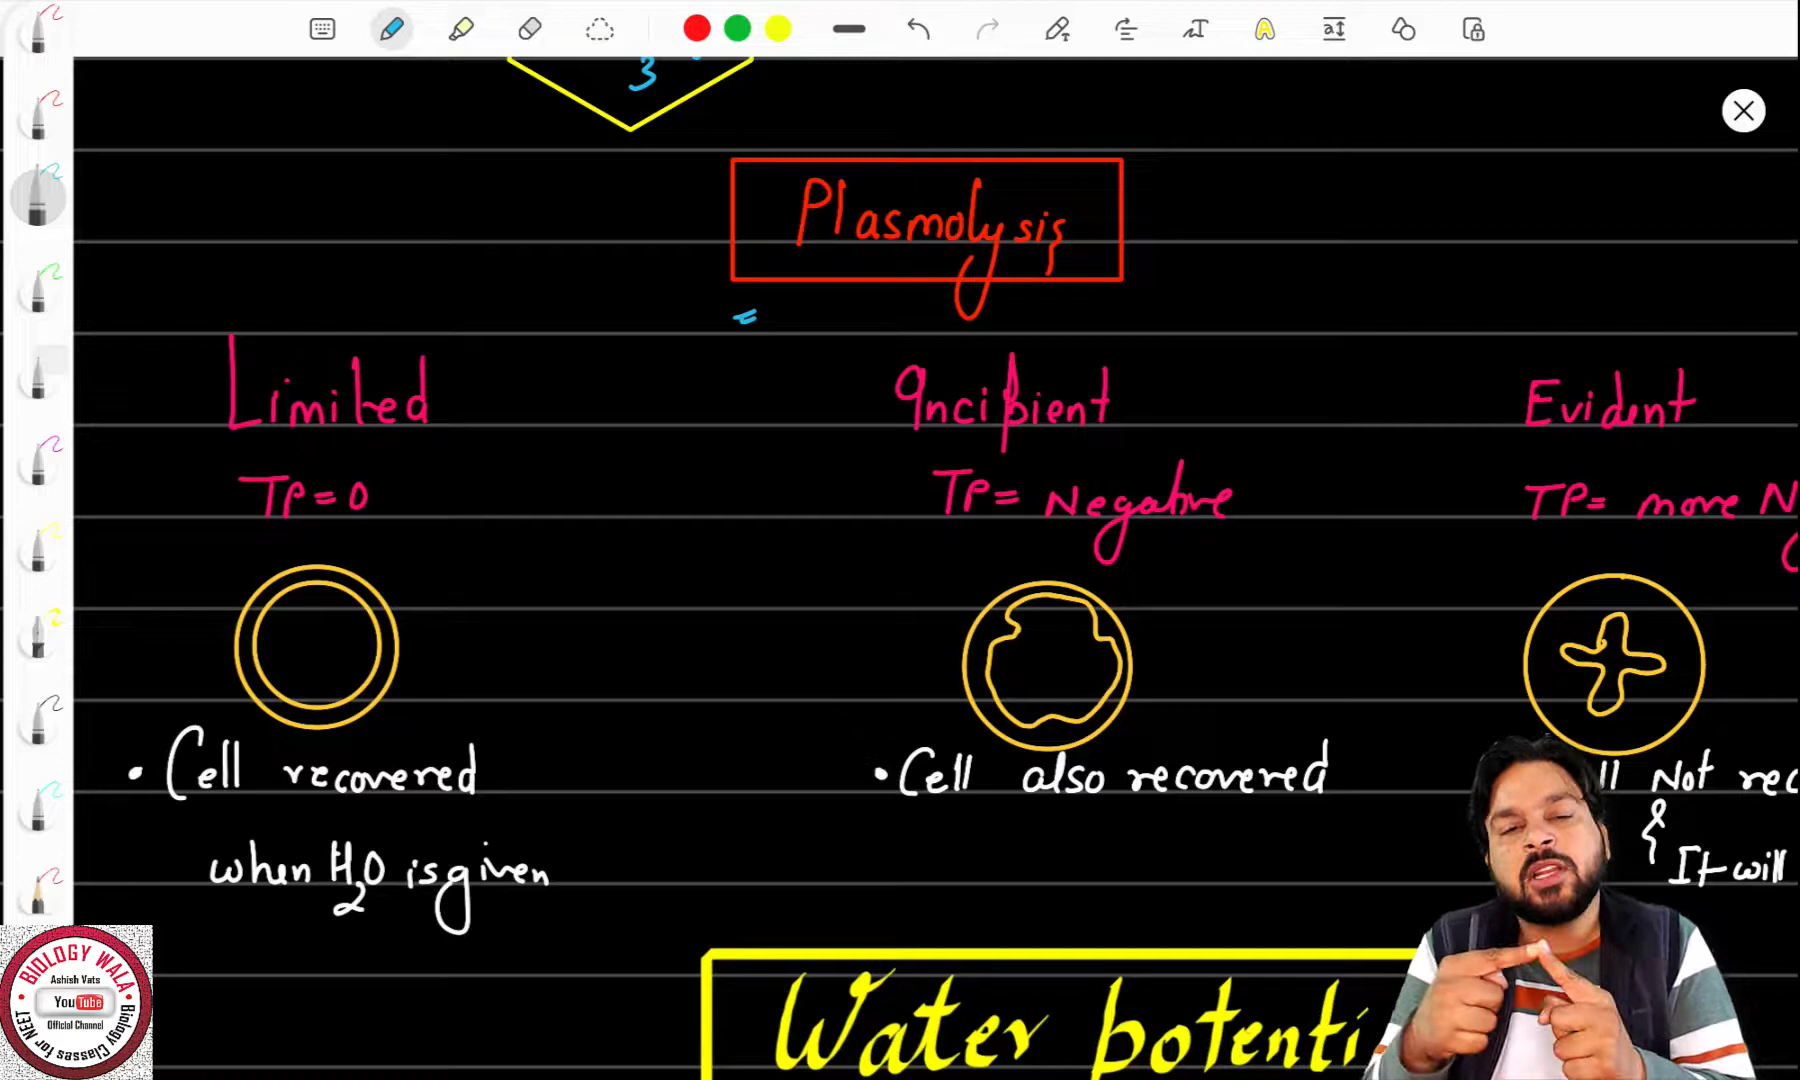 3
Plasmolysis
Limited
Incipient
Evident
TP=0
TP= Negative
TP= more N
• Cell recovered
when H2O is given
• Cell also recovered
ll Not rec
& It will
Water potenti
BIOLOGY WALA
Ashish Vats
YouTube
Official Channel
Biology Classes for NEET